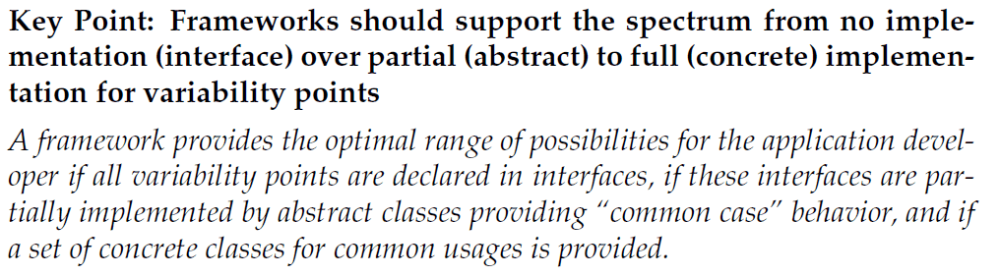 Key Point: Frameworks should support the spectrum from no imple-
mentation (interface) over partial (abstract) to full (concrete) implemen-
tation for variability points
A framework provides the optimal range of possibilities for the application devel-
oper if all variability points are declared in interfaces, if these interfaces are par-
tially implemented by abstract classes providing “common case” behavior, and if
a set of concrete classes for common usages is provided.